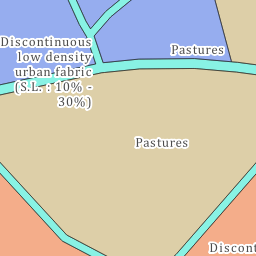 Discontinuous
low density
urban fabric
(S.L. : 10% -
30%)
Pastures
Pastures
Discont